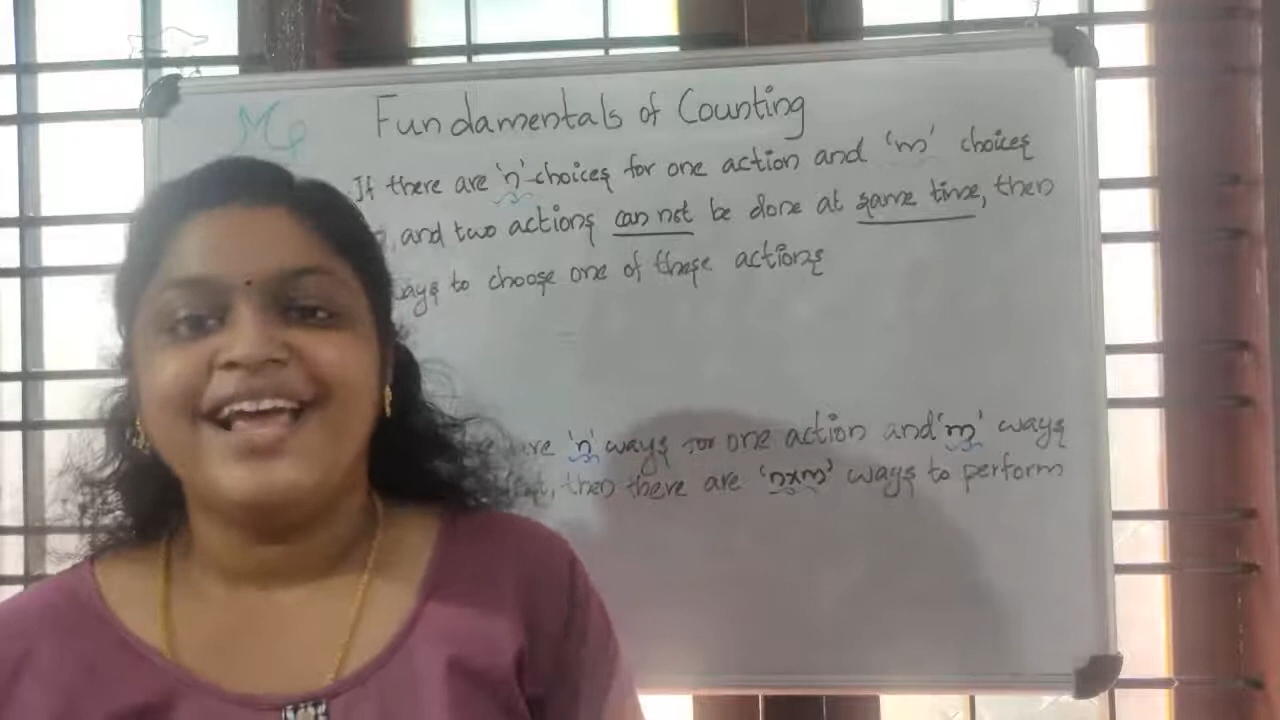 Fundamentals of Counting
If there are 'n' choices for one action and 'm' choices
, and two actions can not be done at same time, then
ways to choose one of these actions
are 'n' ways for one action and 'm' ways
, then there are 'n×m' ways to perform